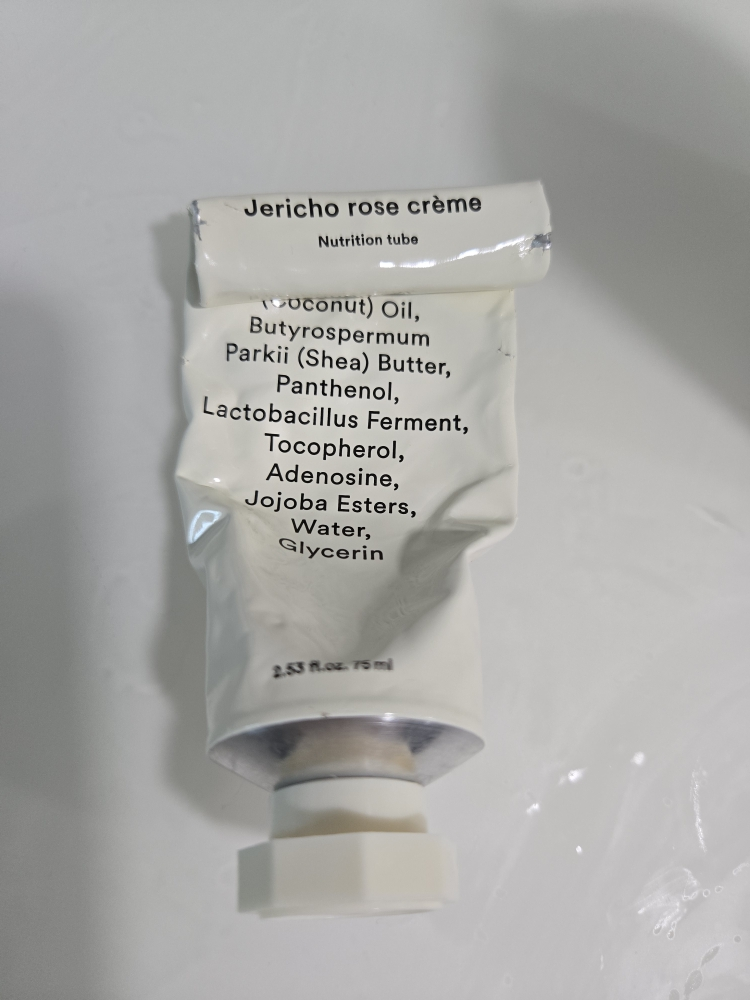 Jericho rose crème
Nutrition tube
(Coconut) Oil,
Butyrospermum
Parkii (Shea) Butter,
Panthenol,
Lactobacillus Ferment,
Tocopherol,
Adenosine,
Jojoba Esters,
Water,
Glycerin
2.53 fl.oz. 75 ml